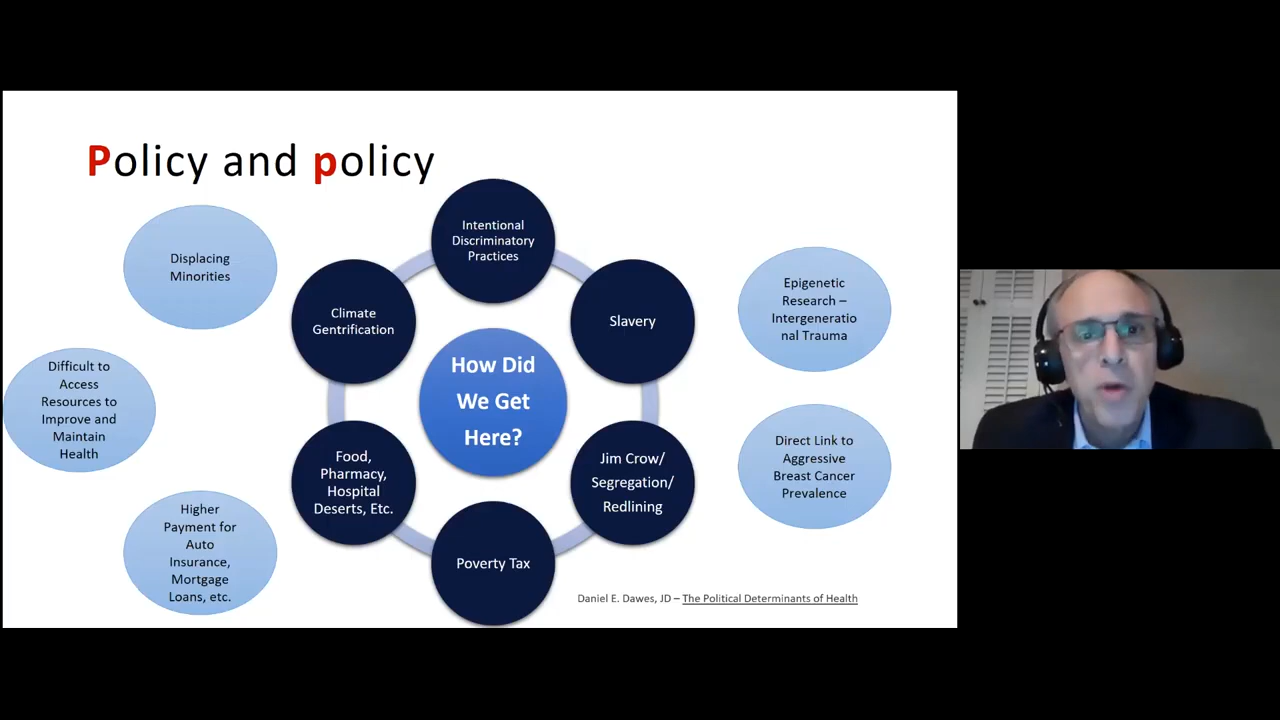 Policy and policy
Displacing
Minorities
Difficult to
Access
Resources to
Improve and
Maintain
Health
Higher
Payment for
Auto
Insurance,
Mortgage
Loans, etc.
Intentional
Discriminatory
Practices
Climate
Gentrification
Slavery
How Did
We Get
Here?
Food,
Pharmacy,
Hospital
Deserts, Etc.
Jim Crow/
Segregation/
Redlining
Poverty Tax
Epigenetic
Research –
Intergeneratio
nal Trauma
Direct Link to
Aggressive
Breast Cancer
Prevalence
Daniel E. Dawes, JD – The Political Determinants of Health